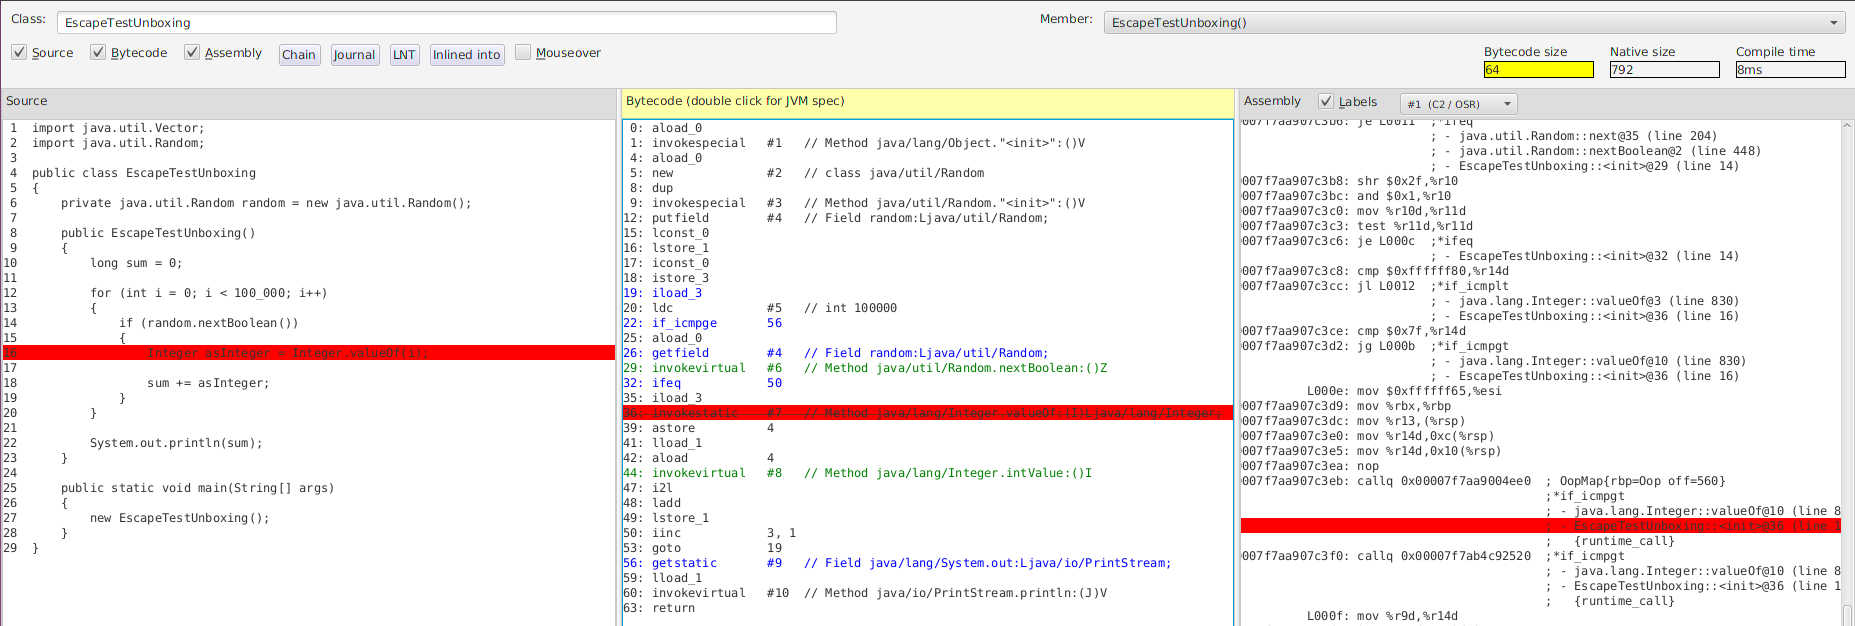 Class: EscapeTestUnboxing Member: EscapeTestUnboxing()
Source Bytecode Assembly Chain Journal LNT Inlined into Mouseover
Bytecode size Native size Compile time
64 792 8ms
Source
1 import java.util.Vector;
2 import java.util.Random;
3
4 public class EscapeTestUnboxing
5 {
6 private java.util.Random random = new java.util.Random();
7
8 public EscapeTestUnboxing()
9 {
10 long sum = 0;
11
12 for (int i = 0; i < 100_000; i++)
13 {
14 if (random.nextBoolean())
15 {
16 Integer asInteger = Integer.valueOf(i);
17
18 sum += asInteger;
19 }
20 }
21
22 System.out.println(sum);
23 }
24
25 public static void main(String[] args)
26 {
27 new EscapeTestUnboxing();
28 }
29 }
Bytecode (double click for JVM spec)
0: aload_0
1: invokespecial #1 // Method java/lang/Object."<init>":()V
4: aload_0
5: new #2 // class java/util/Random
8: dup
9: invokespecial #3 // Method java/util/Random."<init>":()V
12: putfield #4 // Field random:Ljava/util/Random;
15: lconst_0
16: lstore_1
17: iconst_0
18: istore_3
19: iload_3
20: ldc #5 // int 100000
22: if_icmpge 56
25: aload_0
26: getfield #4 // Field random:Ljava/util/Random;
29: invokevirtual #6 // Method java/util/Random.nextBoolean:()Z
32: ifeq 50
35: iload_3
36: invokestatic #7 // Method java/lang/Integer.valueOf:(I)Ljava/lang/Integer;
39: astore 4
41: lload_1
42: aload 4
44: invokevirtual #8 // Method java/lang/Integer.intValue:()I
47: i2l
48: ladd
49: lstore_1
50: iinc 3, 1
53: goto 19
56: getstatic #9 // Field java/lang/System.out:Ljava/io/PrintStream;
59: lload_1
60: invokevirtual #10 // Method java/io/PrintStream.println:(J)V
63: return
Assembly Labels #1 (C2 / OSR)
007f7aa907c3b6: je L0011 ;*ifeq
; - java.util.Random::next@35 (line 204)
; - java.util.Random::nextBoolean@2 (line 448)
; - EscapeTestUnboxing::<init>@29 (line 14)
007f7aa907c3b8: shr $0x2f,%r10
007f7aa907c3bc: and $0x1,%r10
007f7aa907c3c0: mov %r10d,%r11d
007f7aa907c3c3: test %r11d,%r11d
007f7aa907c3c6: je L000c ;*ifeq
; - EscapeTestUnboxing::<init>@32 (line 14)
007f7aa907c3c8: cmp $0xffffff80,%r14d
007f7aa907c3cc: jl L0012 ;*if_icmplt
; - java.lang.Integer::valueOf@3 (line 830)
; - EscapeTestUnboxing::<init>@36 (line 16)
007f7aa907c3ce: cmp $0x7f,%r14d
007f7aa907c3d2: jg L000b ;*if_icmpgt
; - java.lang.Integer::valueOf@10 (line 830)
; - EscapeTestUnboxing::<init>@36 (line 16)
L000e: mov $0xffffff65,%esi
007f7aa907c3d9: mov %rbx,%rbp
007f7aa907c3dc: mov %r13,(%rsp)
007f7aa907c3e0: mov %r14d,0xc(%rsp)
007f7aa907c3e5: mov %r14d,0x10(%rsp)
007f7aa907c3ea: nop
007f7aa907c3eb: callq 0x00007f7aa9004ee0 ; OopMap{rbp=Oop off=560}
;*if_icmpgt
; - java.lang.Integer::valueOf@10 (line 8
; - EscapeTestUnboxing::<init>@36 (line 1
; {runtime_call}
007f7aa907c3f0: callq 0x00007f7ab4c92520 ;*if_icmpgt
; - java.lang.Integer::valueOf@10 (line 8
; - EscapeTestUnboxing::<init>@36 (line 1
; {runtime_call}
L000f: mov %r9d,%r14d